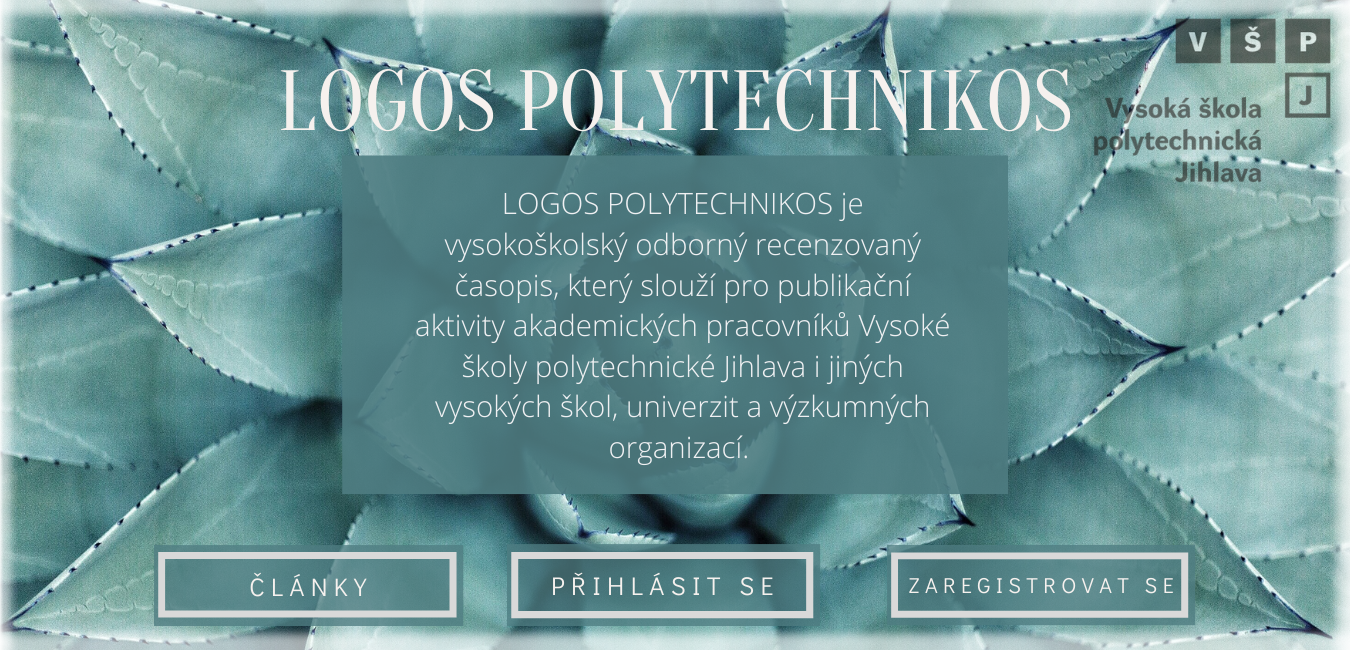 LOGOS POLYTECHNIKOS
V Š P
J
Vysoká škola
polytechnická
Jihlava
LOGOS POLYTECHNIKOS je
vysokoškolský odborný recenzovaný
časopis, který slouží pro publikační
aktivity akademických pracovníků Vysoké
školy polytechnické Jihlava i jiných
vysokých škol, univerzit a výzkumných
organizací.
ČLÁNKY
PŘIHLÁSIT SE
ZAREGISTROVAT SE